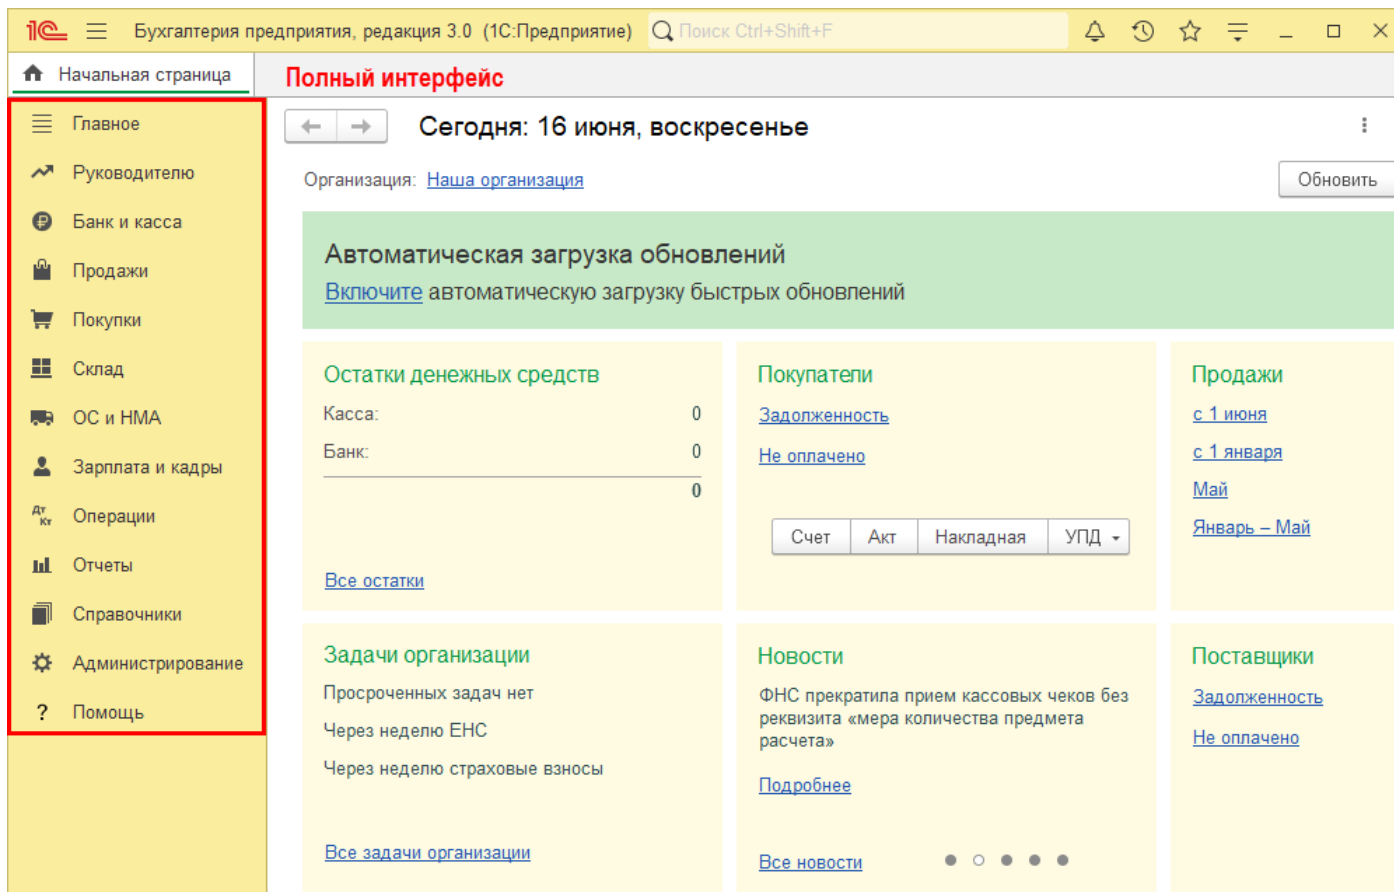 1С Бухгалтерия предприятия, редакция 3.0 (1С:Предприятие) Поиск Ctrl+Shift+F
Начальная страница
Полный интерфейс
Главное
Руководителю
Банк и касса
Продажи
Покупки
Склад
ОС и НМА
Зарплата и кадры
Дт
Кт
Операции
Отчеты
Справочники
Администрирование
? Помощь
Сегодня: 16 июня, воскресенье
Организация: Наша организация
Обновить
Автоматическая загрузка обновлений
Включите автоматическую загрузку быстрых обновлений
Остатки денежных средств
Касса: 0
Банк: 0
0
Все остатки
Покупатели
Задолженность
Не оплачено
Счет Акт Накладная УПД
Продажи
с 1 июня
с 1 января
Май
Январь – Май
Задачи организации
Просроченных задач нет
Через неделю ЕНС
Через неделю страховые взносы
Все задачи организации
Новости
ФНС прекратила прием кассовых чеков без
реквизита «мера количества предмета
расчета»
Подробнее
Все новости
Поставщики
Задолженность
Не оплачено